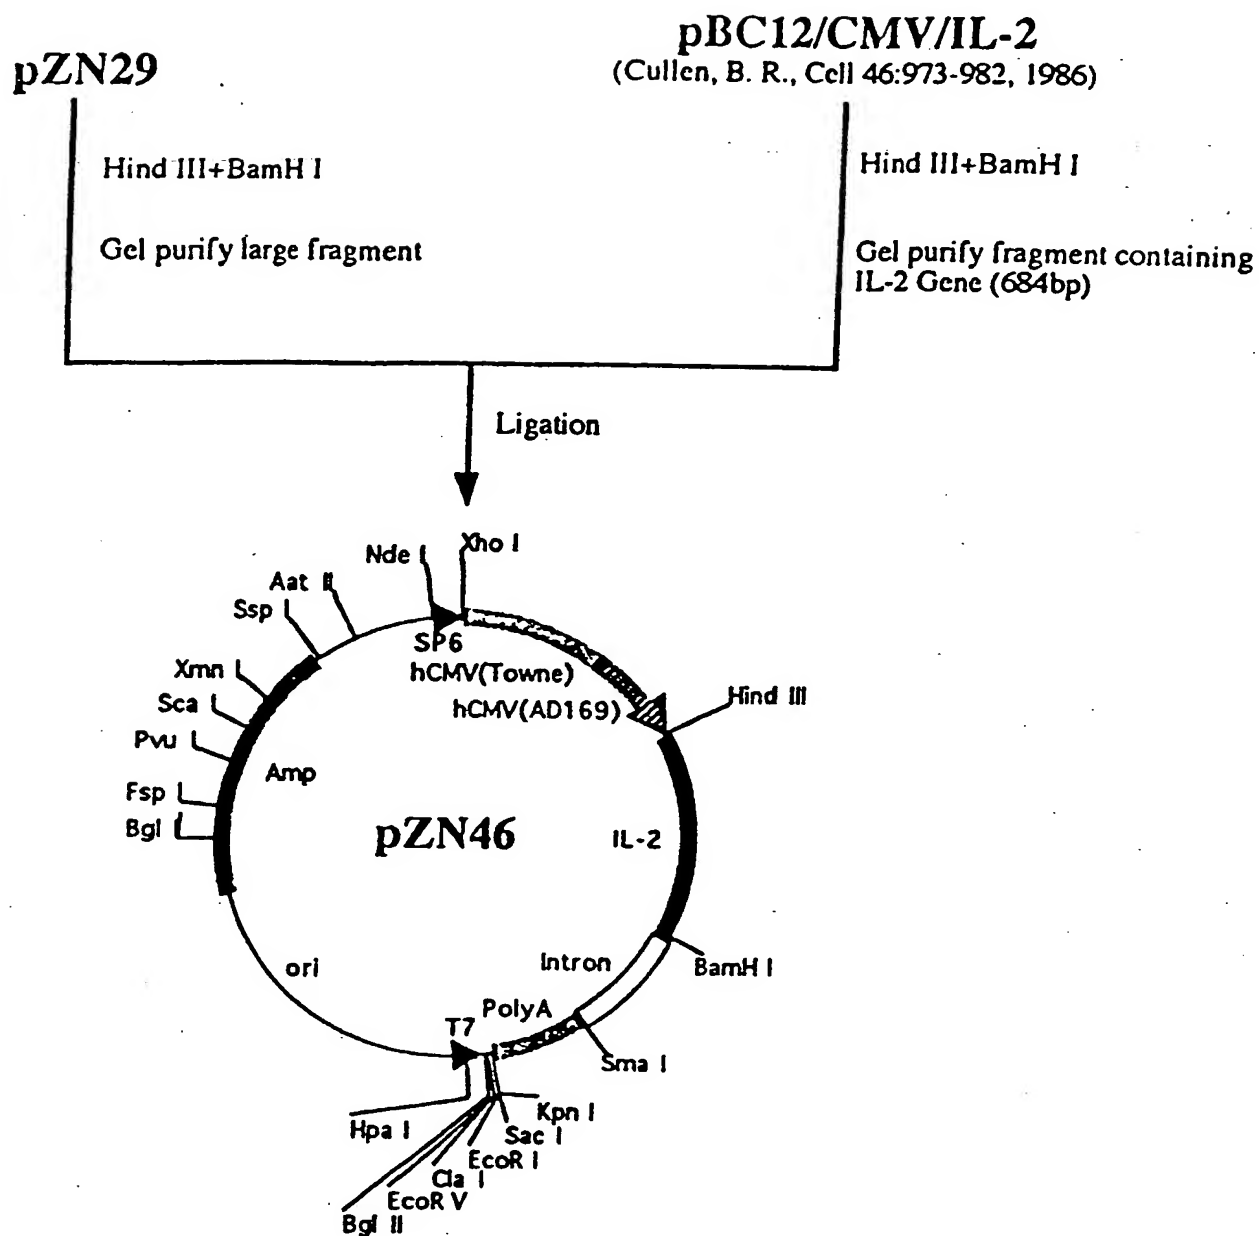 pZN29
pBC12/CMV/IL-2
(Cullen, B. R., Cell 46:973-982, 1986)
Hind III+BamH I
Gel purify large fragment
Hind III+BamH I
Gel purify fragment containing
IL-2 Gene (684bp)
Ligation
Nde I
Xho I
Aat II
Ssp I
Xmn I
Sca I
Pvu I
Fsp I
Bgl I
SP6
hCMV(Towne)
hCMV(AD169)
Hind III
Amp
pZN46
IL-2
ori
Intron
BamH I
PolyA
T7
Sma I
Hpa I
Kpn I
Sac I
EcoR I
Cla I
EcoR V
Bgl II